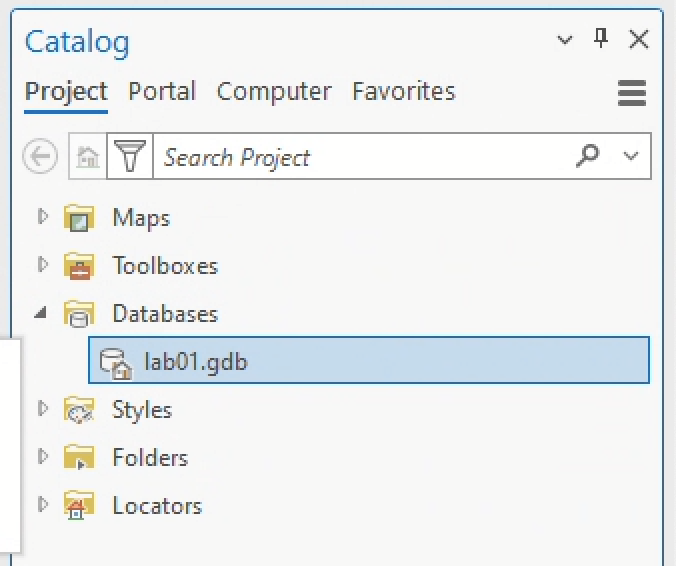 Catalog
Project Portal Computer Favorites
Search Project
Maps
Toolboxes
Databases
lab01.gdb
Styles
Folders
Locators